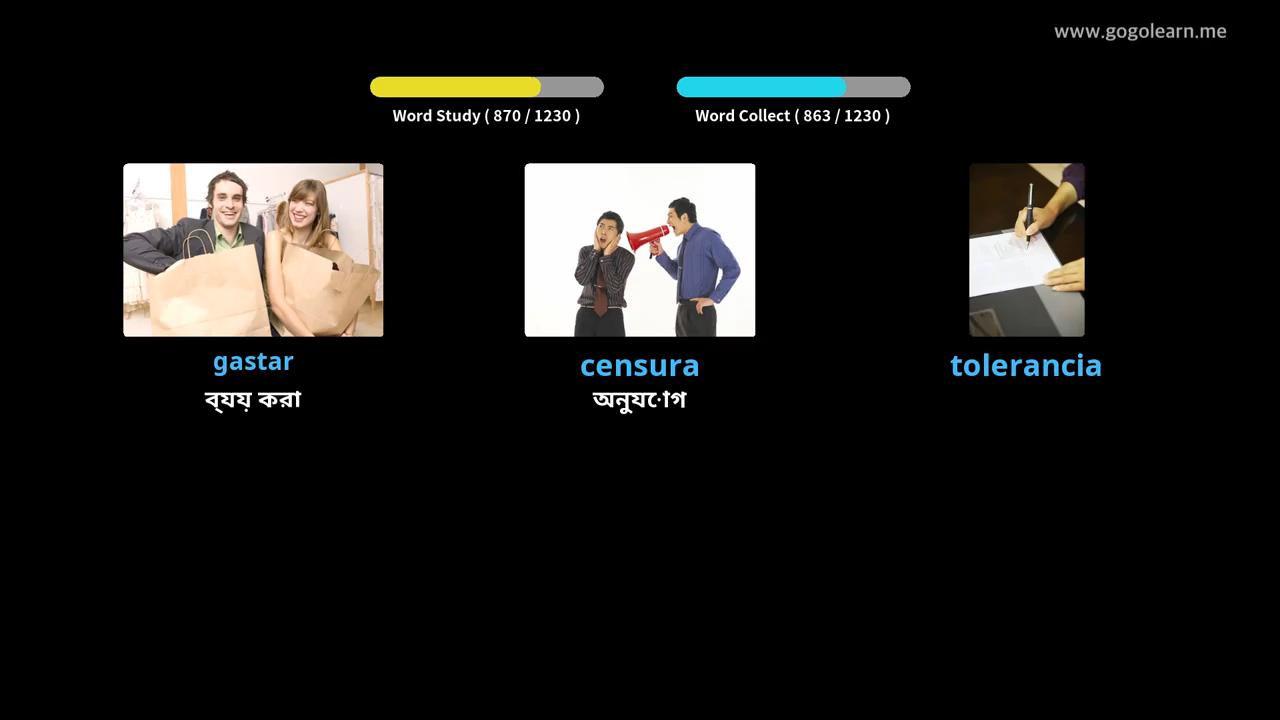 www.gogolearn.me
Word Study ( 870 / 1230 )
Word Collect ( 863 / 1230 )
gastar
censura
tolerancia
ব্যয় করা
অনুযোগ